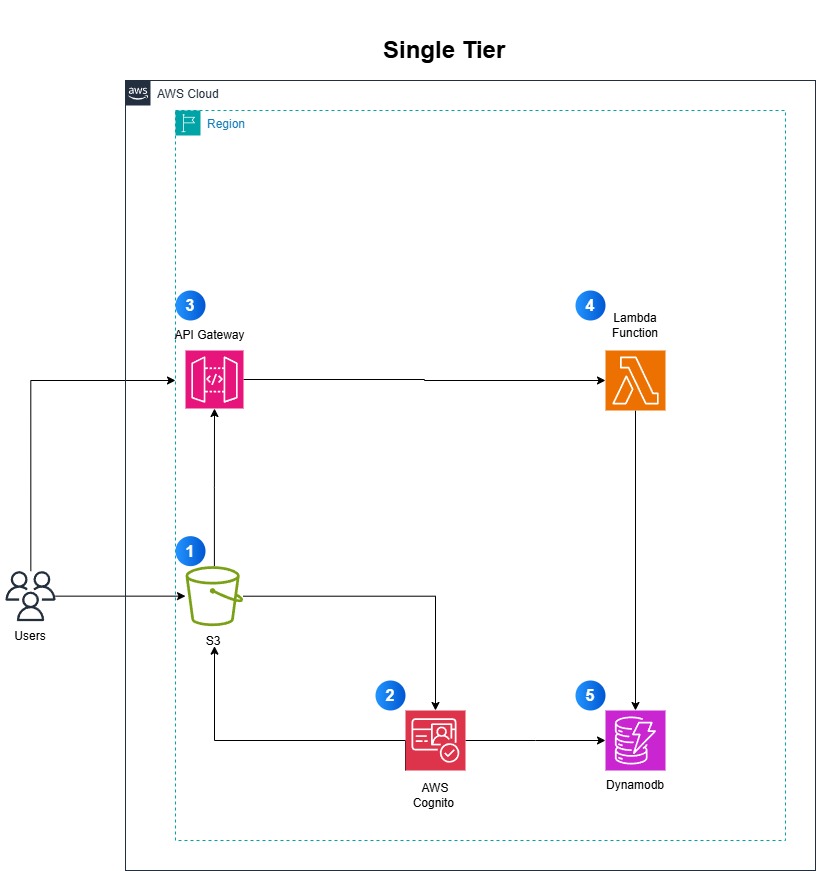 Single Tier
aws
AWS Cloud
Region
3
API Gateway
4
Lambda
Function
1
S3
Users
2
AWS
Cognito
5
Dynamodb